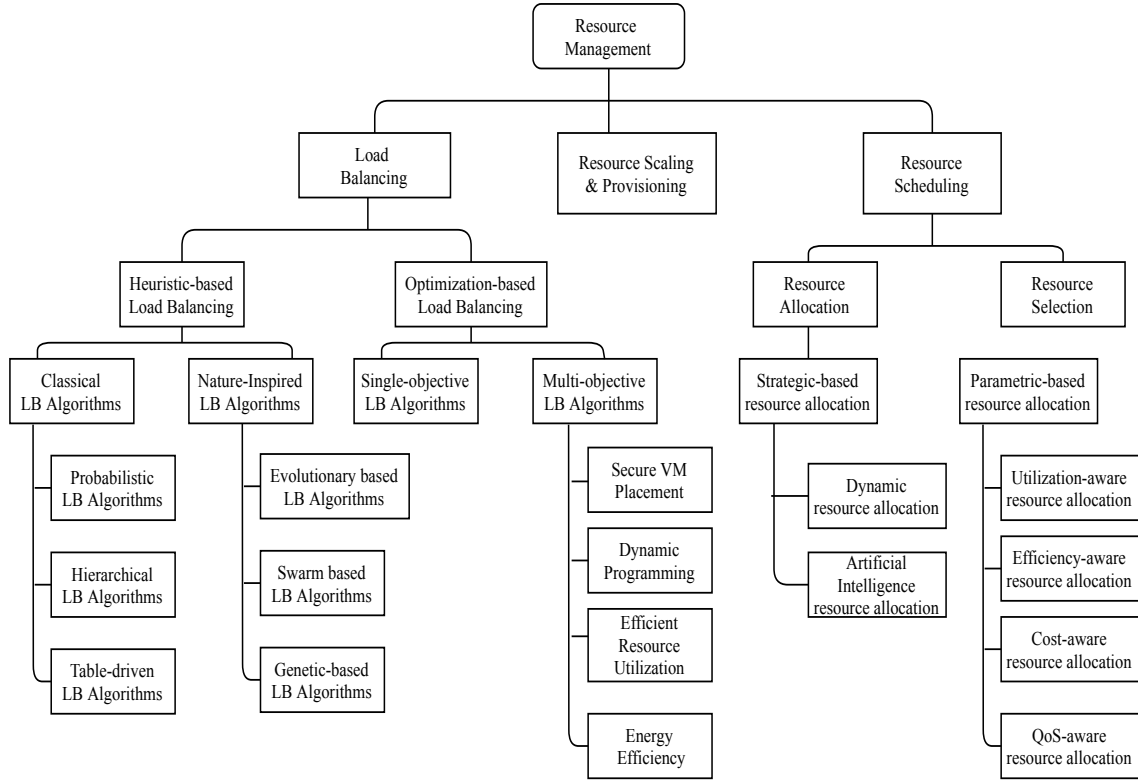 Resource
Management
Load
Balancing
Resource Scaling
& Provisioning
Resource
Scheduling
Heuristic-based
Load Balancing
Optimization-based
Load Balancing
Resource
Allocation
Resource
Selection
Classical
LB Algorithms
Nature-Inspired
LB Algorithms
Single-objective
LB Algorithms
Multi-objective
LB Algorithms
Strategic-based
resource allocation
Parametric-based
resource allocation
Probabilistic
LB Algorithms
Hierarchical
LB Algorithms
Table-driven
LB Algorithms
Evolutionary based
LB Algorithms
Swarm based
LB Algorithms
Genetic-based
LB Algorithms
Secure VM
Placement
Dynamic
Programming
Efficient
Resource
Utilization
Energy
Efficiency
Dynamic
resource allocation
Artificial
Intelligence
resource allocation
Utilization-aware
resource allocation
Efficiency-aware
resource allocation
Cost-aware
resource allocation
QoS-aware
resource allocation